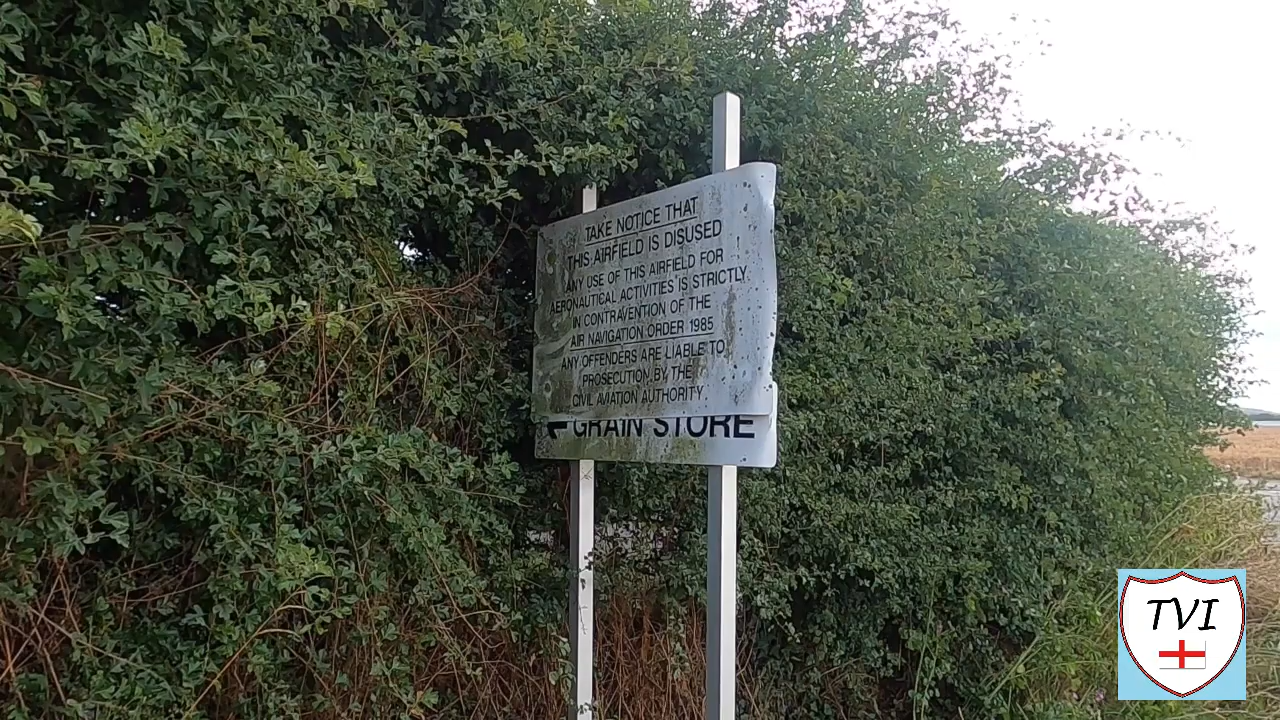 TAKE NOTICE THAT
THIS AIRFIELD IS DISUSED
ANY USE OF THIS AIRFIELD FOR
AERONAUTICAL ACTIVITIES IS STRICTLY
IN CONTRAVENTION OF THE
AIR NAVIGATION ORDER 1985
ANY OFFENDERS ARE LIABLE TO
PROSECUTION BY THE
CIVIL AVIATION AUTHORITY.
← GRAIN STORE
TVI